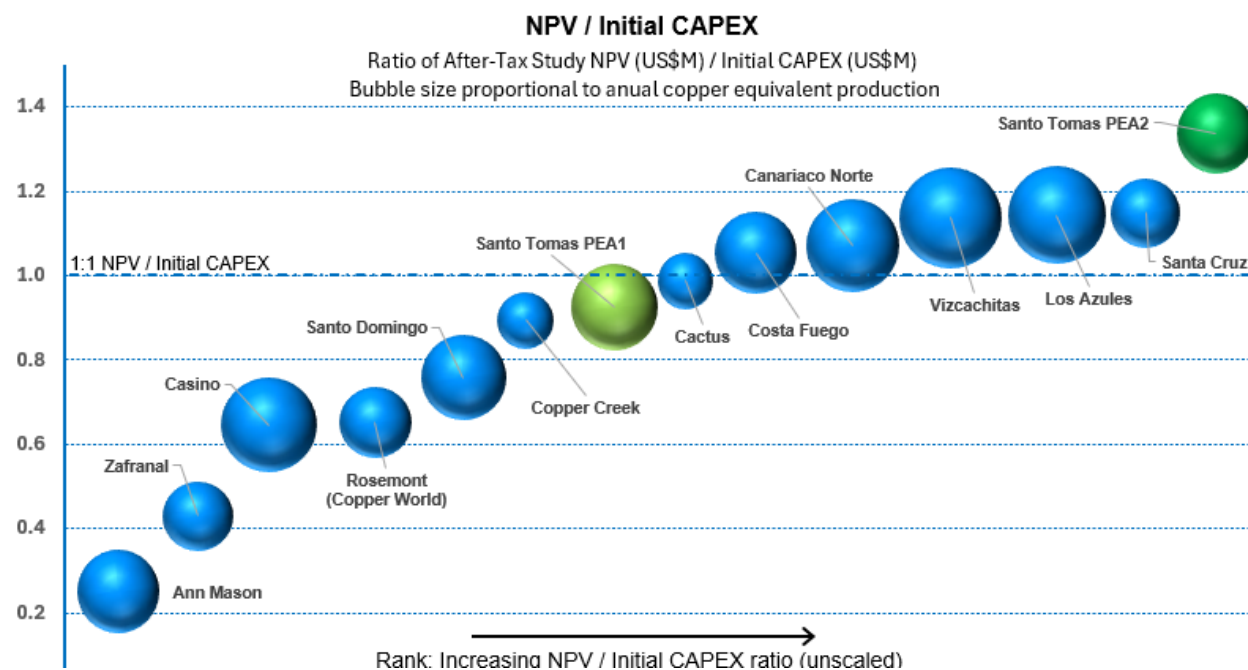 NPV / Initial CAPEX
Ratio of After-Tax Study NPV (US$M) / Initial CAPEX (US$M)
Bubble size proportional to anual copper equivalent production
1.4
Santo Tomas PEA2
1.2
Canariaco Norte
Santo Tomas PEA1
1:1 NPV / Initial CAPEX
1.0
Santa Cruz
Los Azules
Vizcachitas
Costa Fuego
Cactus
Santo Domingo
0.8
Casino
Copper Creek
0.6
Zafranal
Rosemont
(Copper World)
0.4
Ann Mason
0.2
Rank: Increasing NPV / Initial CAPEX ratio (unscaled)